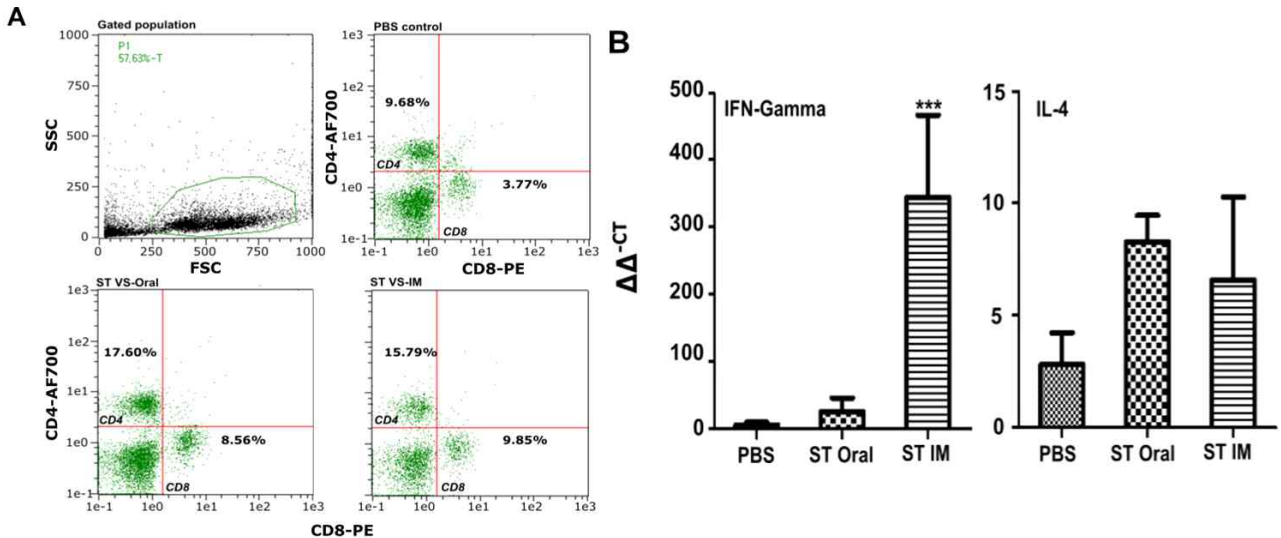 A
Gated population
P1
57.63%-T
1000
750
500
250
0
SSC
0 250 500 750 1000
FSC
PBS control
1e3
1e2
1e1
1e0
1e-1
CD4-AF700
9.68%
CD4
3.77%
CD8
1e-1 1e0 1e1 1e2 1e3
CD8-PE
ST VS-Oral
1e3
1e2
1e1
1e0
1e-1
CD4-AF700
17.60%
CD4
8.56%
CD8
1e-1 1e0 1e1 1e2 1e3
ST VS-IM
15.79%
CD4
9.85%
CD8
1e-1 1e0 1e1 1e2 1e3
CD8-PE
B
ΔΔ-CT
500
400
300
200
100
0
IFN-Gamma
***
PBS ST Oral ST IM
15
10
5
0
IL-4
PBS ST Oral ST IM